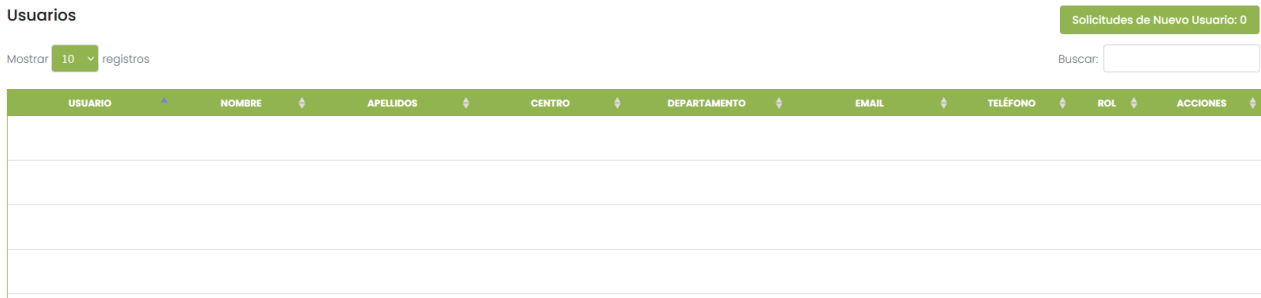 Usuarios
Solicitudes de Nuevo Usuario: 0
Mostrar 10 registros
Buscar:
USUARIO NOMBRE APELLIDOS CENTRO DEPARTAMENTO EMAIL TELÉFONO ROL ACCIONES